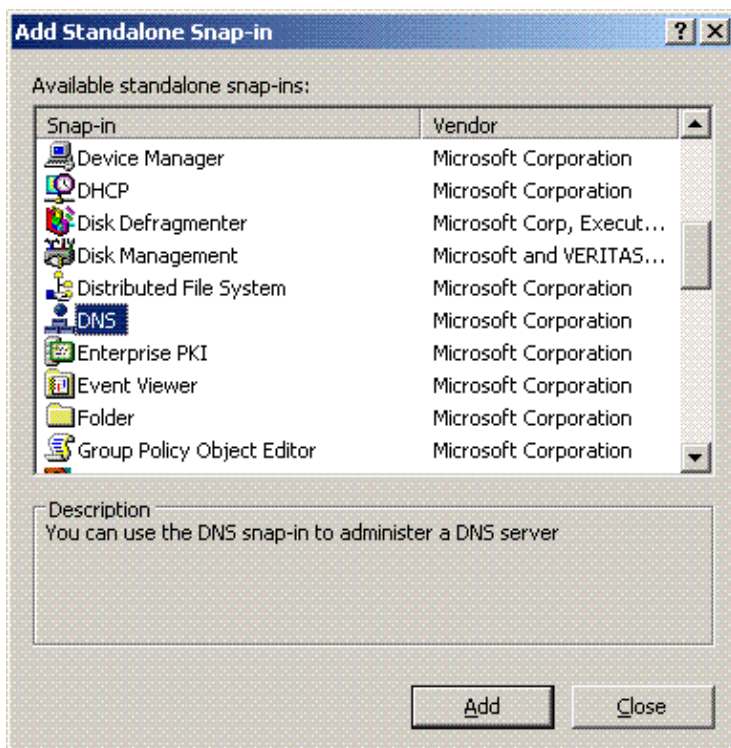 Add Standalone Snap-in
Available standalone snap-ins:
Snap-in Vendor
Device Manager Microsoft Corporation
DHCP Microsoft Corporation
Disk Defragmenter Microsoft Corp, Execut...
Disk Management Microsoft and VERITAS...
Distributed File System Microsoft Corporation
DNS Microsoft Corporation
Enterprise PKI Microsoft Corporation
Event Viewer Microsoft Corporation
Folder Microsoft Corporation
Group Policy Object Editor Microsoft Corporation
Description
You can use the DNS snap-in to administer a DNS server
Add Close